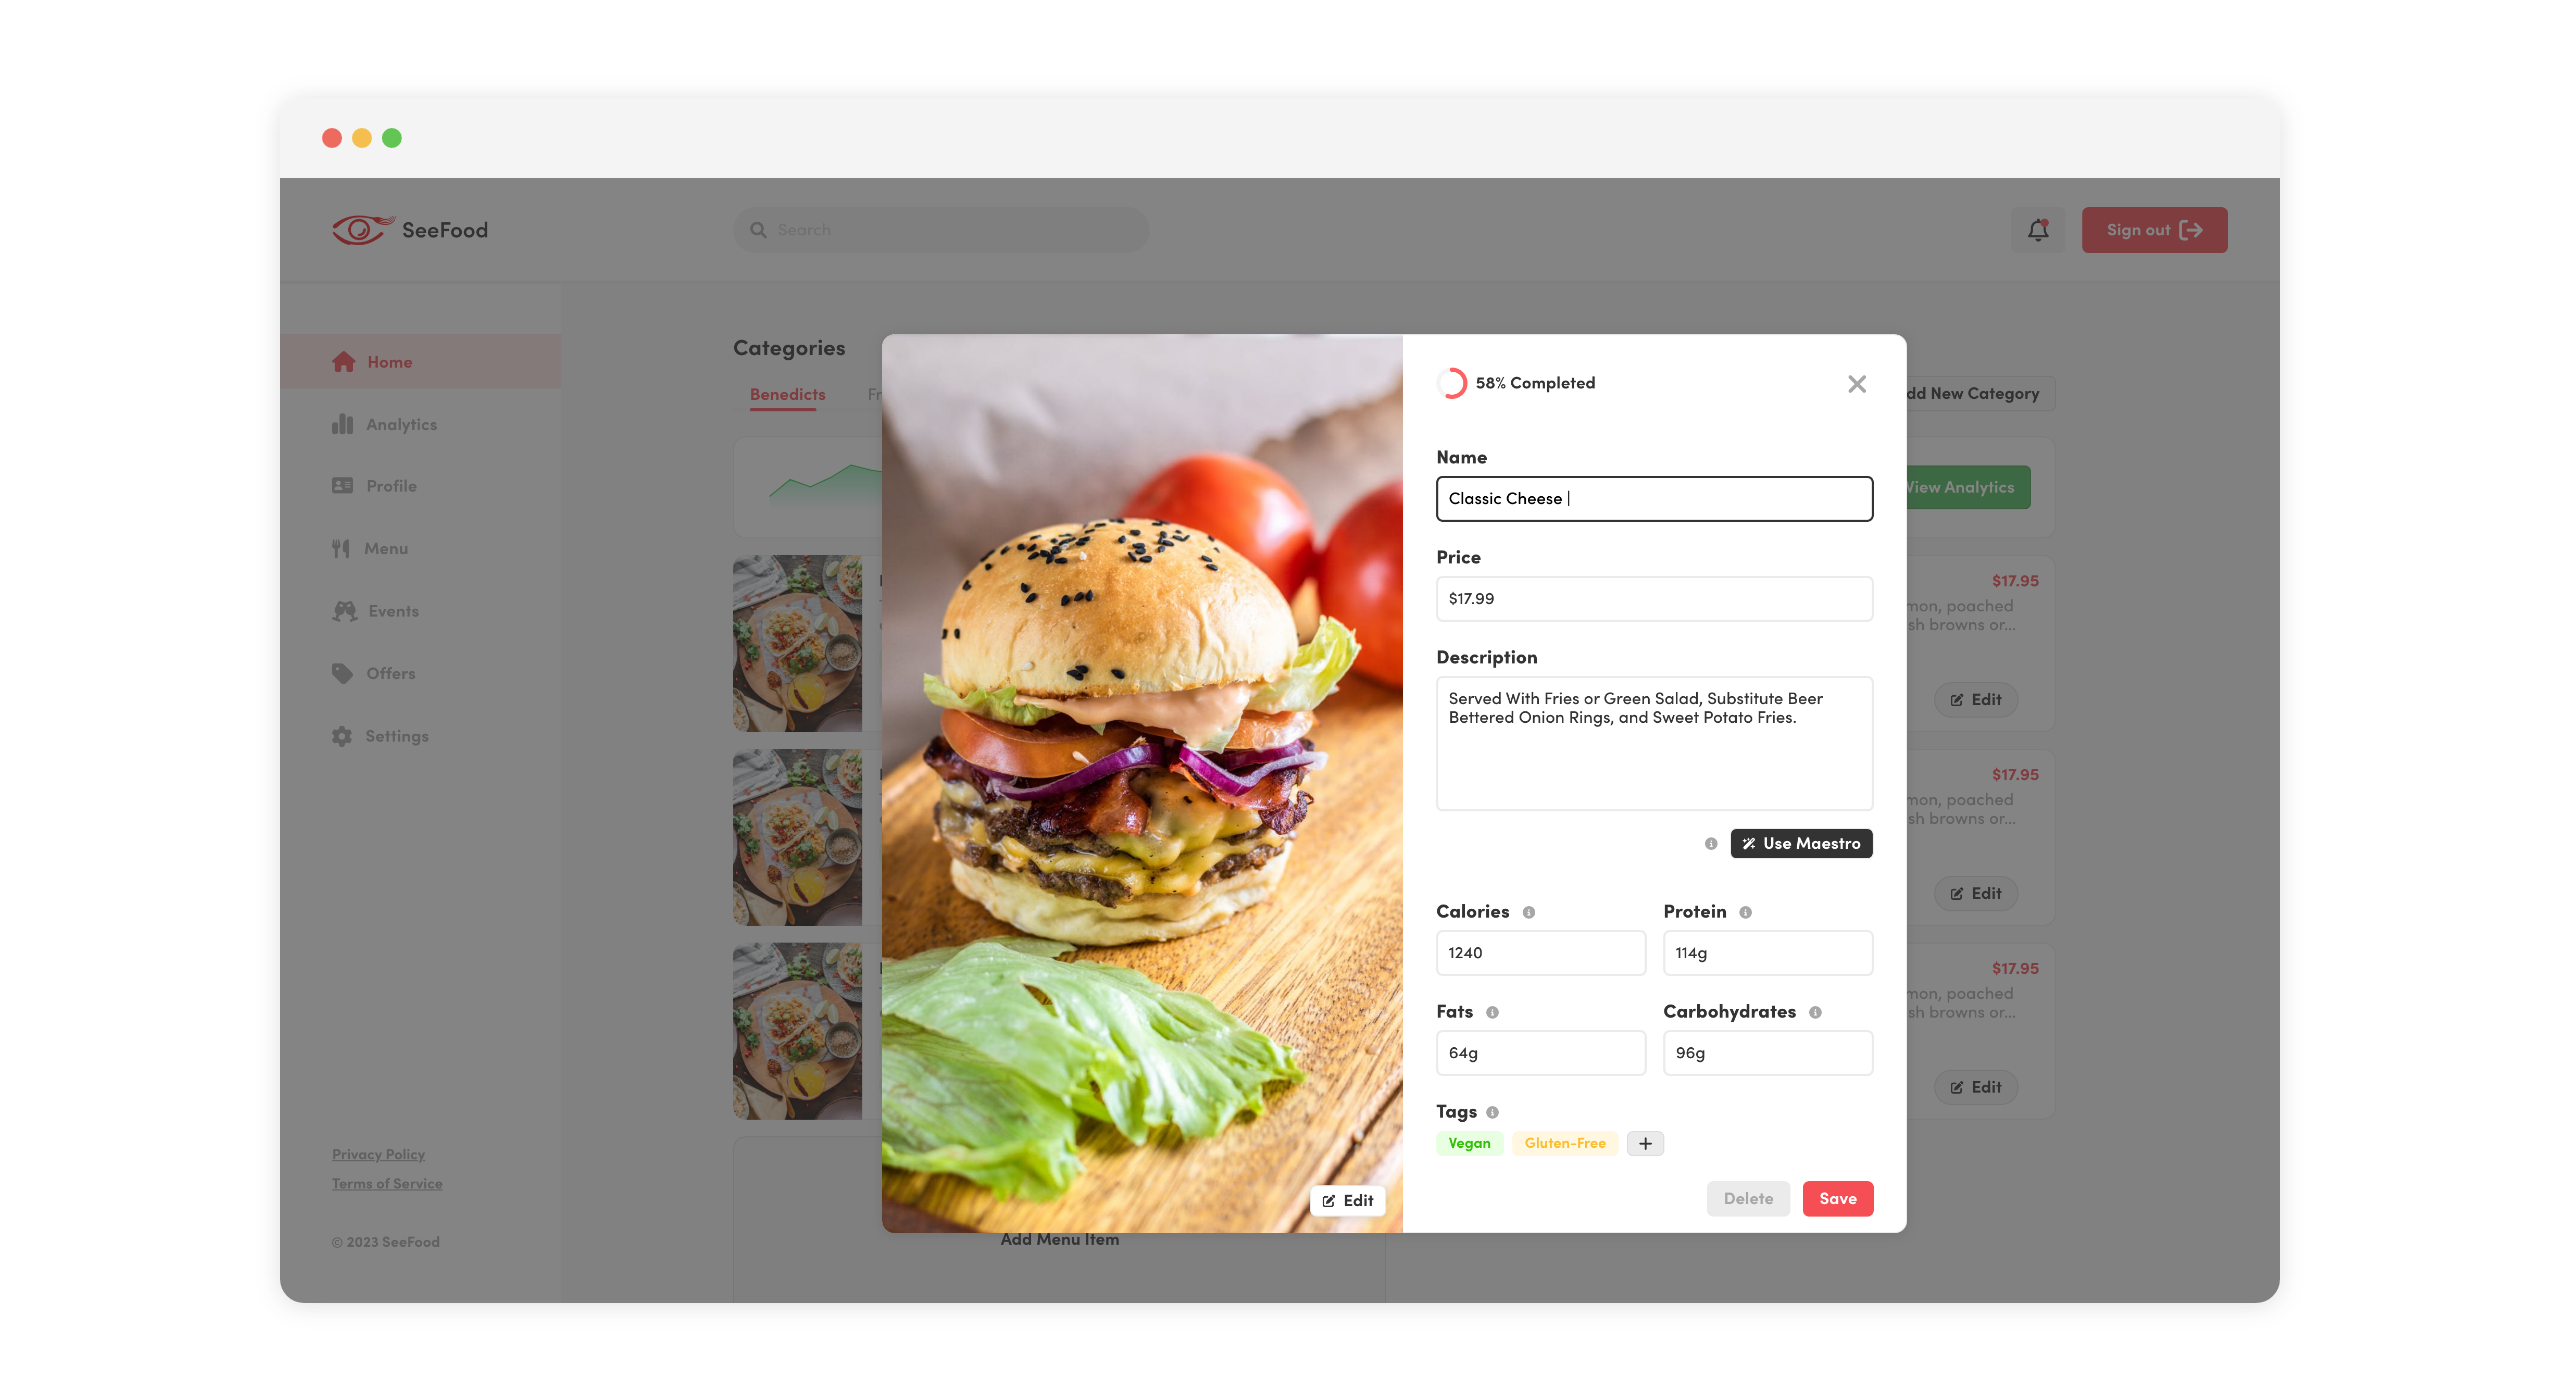 SeeFood
Search
Sign out
Home
Analytics
Profile
Menu
Events
Offers
Settings
Privacy Policy
Terms of Service
© 2023 SeeFood
Categories
Benedicts
dd New Category
View Analytics
$17.95
mon, poached
sh browns or...
Edit
$17.95
mon, poached
sh browns or...
Edit
$17.95
mon, poached
sh browns or...
Edit
Add Menu Item
Edit
58% Completed
Name
Classic Cheese
Price
$17.99
Description
Served With Fries or Green Salad, Substitute Beer
Bettered Onion Rings, and Sweet Potato Fries.
Use Maestro
Calories Protein
1240 114g
Fats Carbohydrates
64g 96g
Tags
Vegan Gluten-Free +
Delete Save